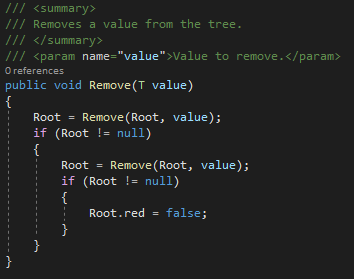 /// <summary>
/// Removes a value from the tree.
/// </summary>
/// <param name="value">Value to remove.</param>
0 references
public void Remove(T value)
{
    Root = Remove(Root, value);
    if (Root != null)
    {
        Root = Remove(Root, value);
        if (Root != null)
        {
            Root.red = false;
        }
    }
}